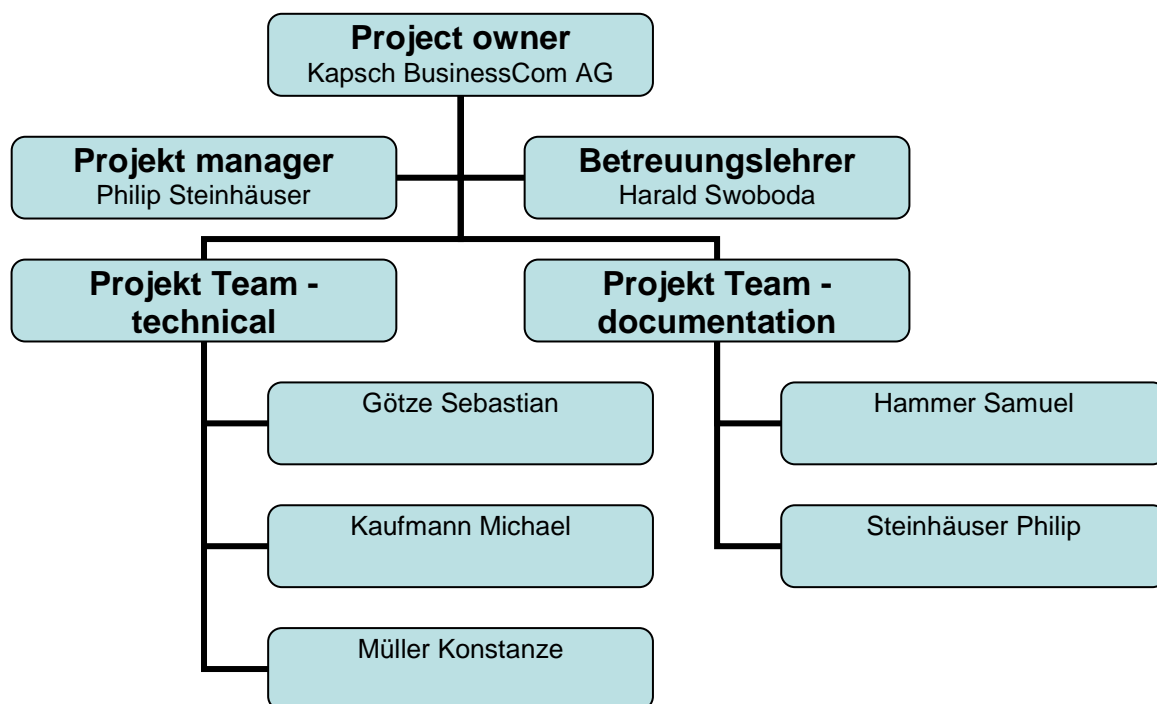 Project owner
Kapsch BusinessCom AG
Projekt manager
Philip Steinhäuser
Betreuungslehrer
Harald Swoboda
Projekt Team -
technical
Projekt Team -
documentation
Götze Sebastian
Hammer Samuel
Kaufmann Michael
Steinhäuser Philip
Müller Konstanze